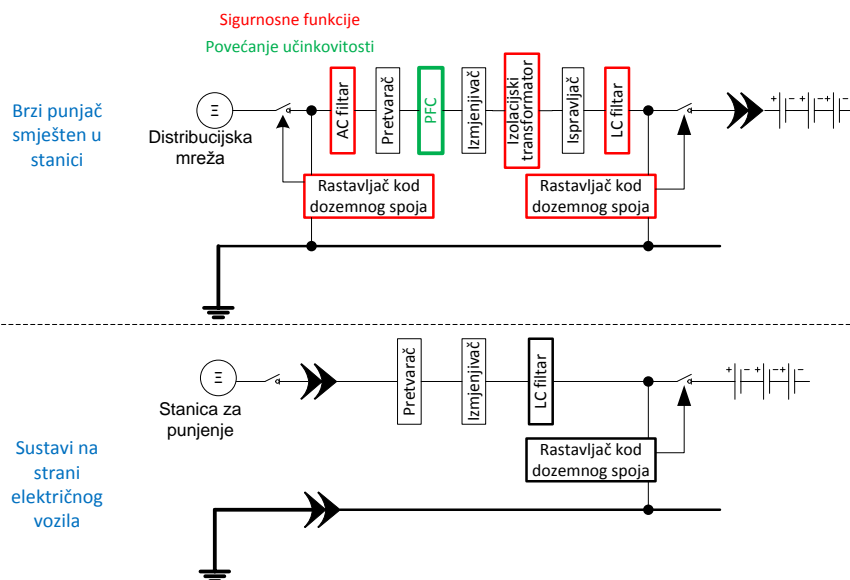 Sigurnosne funkcije
Povećanje učinkovitosti
Brzi punjač
smješten u
stanici
Ξ
Distribucijska
mreža
AC filtar
Pretvarač
PFC
Izmjenjivač
Izolacijski
transformator
Ispravljač
LC filtar
+ − + − + −
Rastavljač kod
dozemnog spoja
Rastavljač kod
dozemnog spoja
Ξ
Stanica za
punjenje
Pretvarač
Izmjenjivač
LC filtar
+ − + − + −
Rastavljač kod
dozemnog spoja
Sustavi na
strani
električnog
vozila